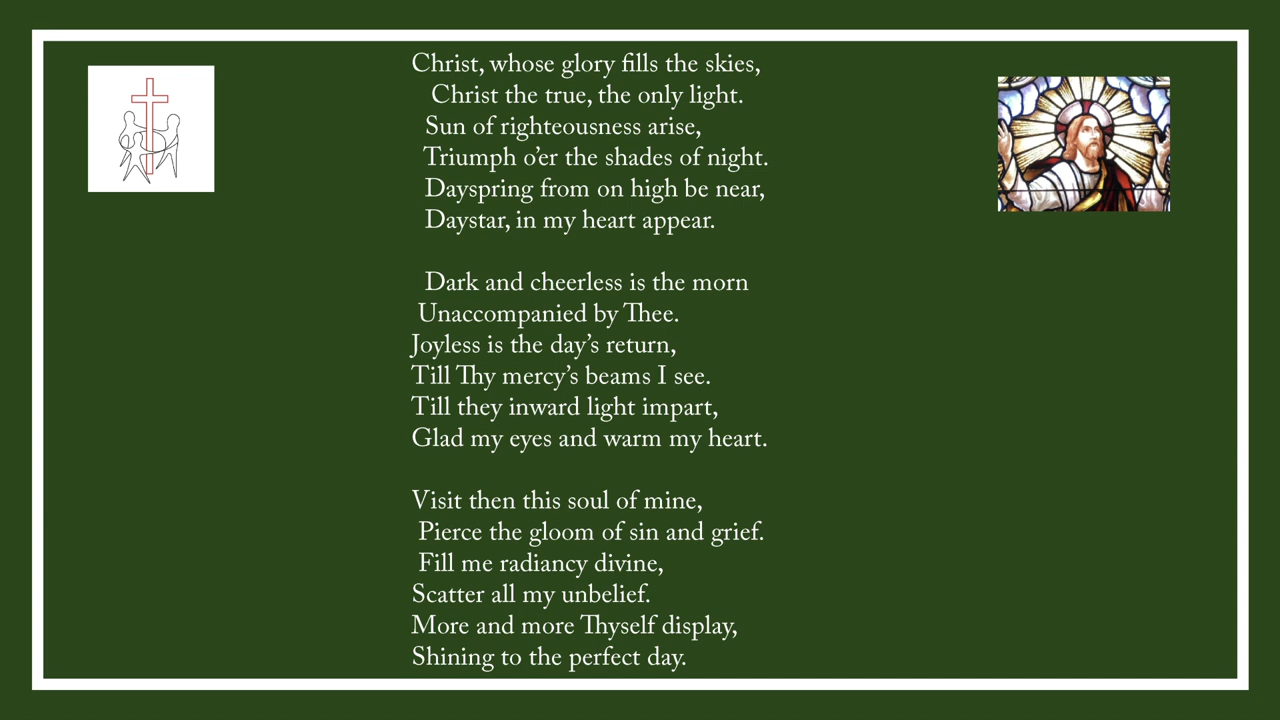 Christ, whose glory fills the skies,
Christ the true, the only light.
Sun of righteousness arise,
Triumph o’er the shades of night.
Dayspring from on high be near,
Daystar, in my heart appear.
Dark and cheerless is the morn
Unaccompanied by Thee.
Joyless is the day’s return,
Till Thy mercy’s beams I see.
Till they inward light impart,
Glad my eyes and warm my heart.
Visit then this soul of mine,
Pierce the gloom of sin and grief.
Fill me radiancy divine,
Scatter all my unbelief.
More and more Thyself display,
Shining to the perfect day.